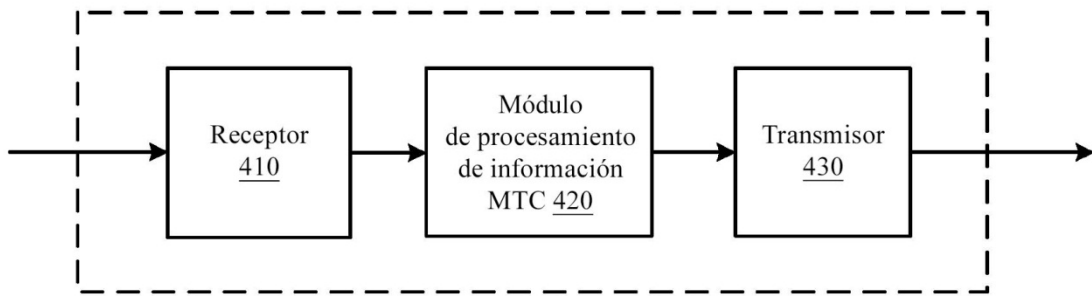 Receptor
410
Módulo
de procesamiento
de información
MTC 420
Transmisor
430